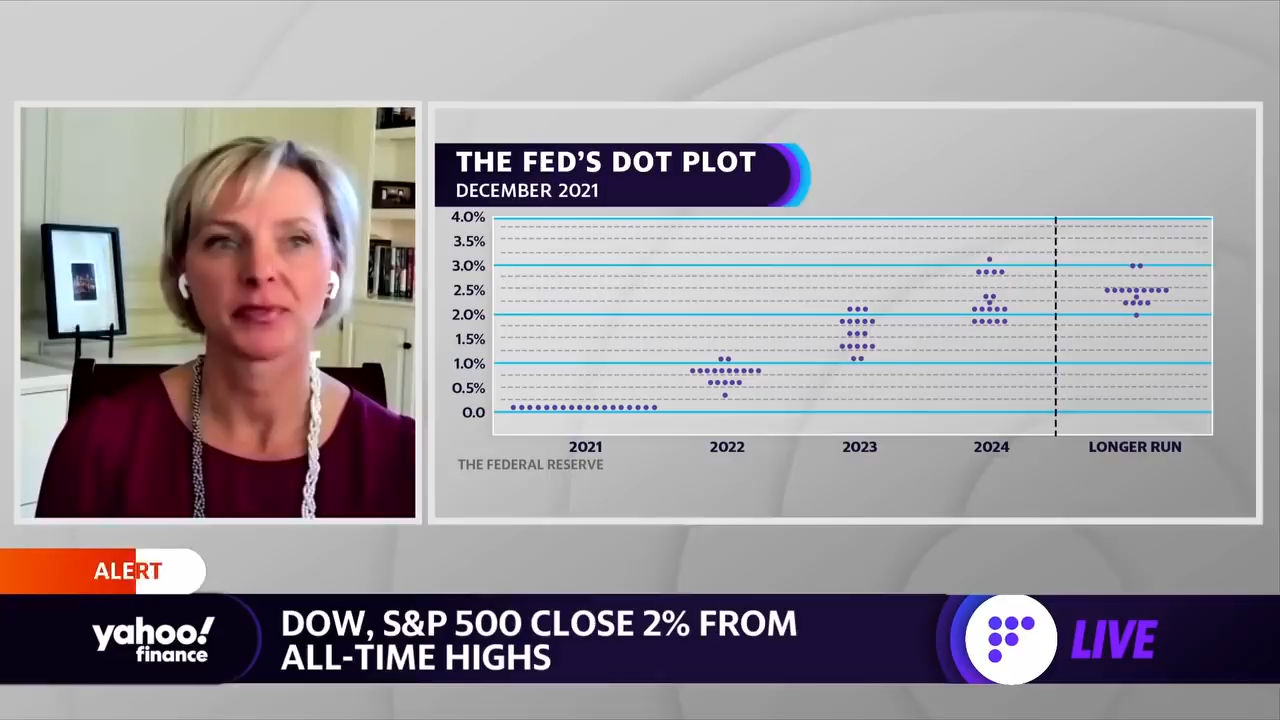 THE FED'S DOT PLOT
DECEMBER 2021
4.0%
3.5%
3.0%
2.5%
2.0%
1.5%
1.0%
0.5%
0.0
2021 2022 2023 2024 LONGER RUN
THE FEDERAL RESERVE
ALERT
yahoo!
finance
DOW, S&P 500 CLOSE 2% FROM
ALL-TIME HIGHS
LIVE